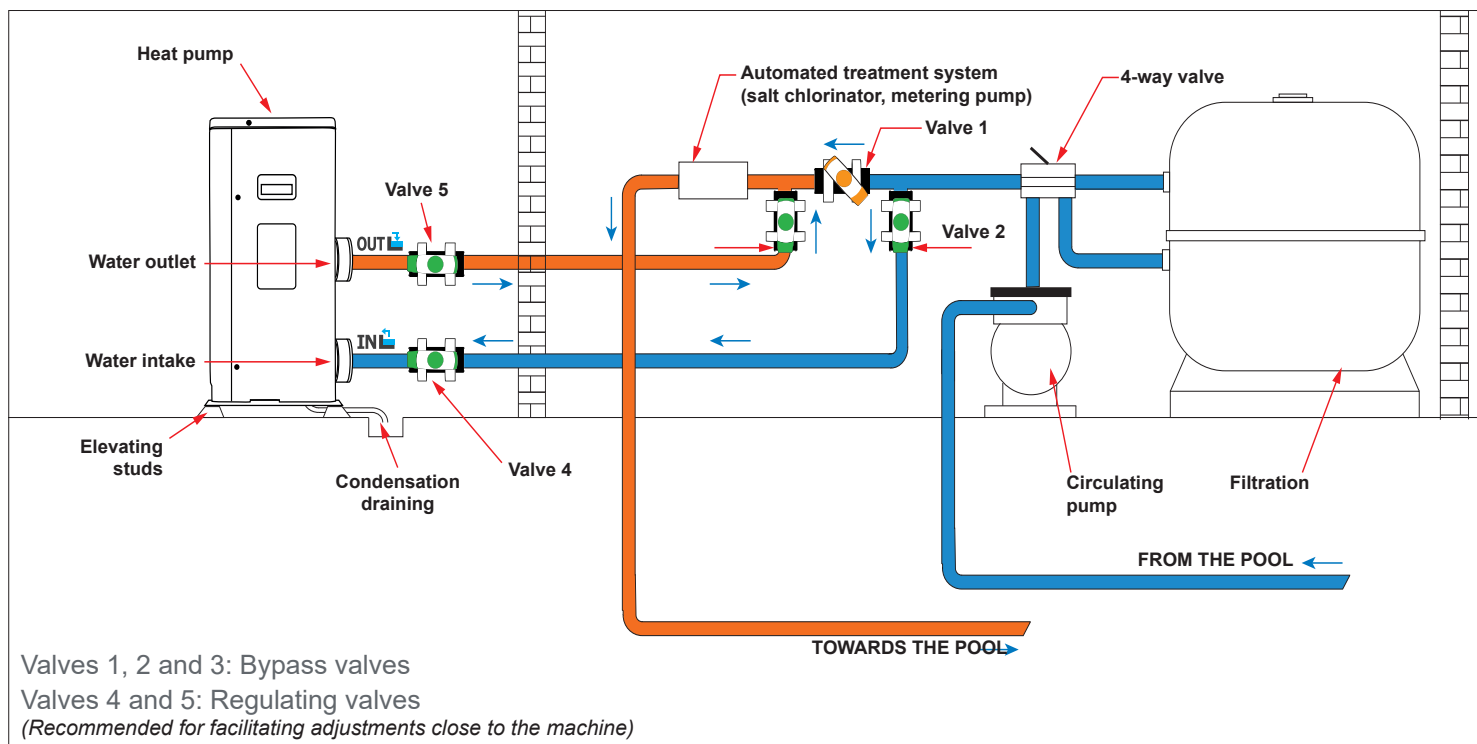 Heat pump
Automated treatment system
(salt chlorinator, metering pump)
4-way valve
Valve 1
Valve 5
OUT
Valve 2
Water outlet
IN
Water intake
Elevating
studs
Condensation
draining
Valve 4
Circulating
pump
Filtration
FROM THE POOL
TOWARDS THE POOL
Valves 1, 2 and 3: Bypass valves
Valves 4 and 5: Regulating valves
(Recommended for facilitating adjustments close to the machine)